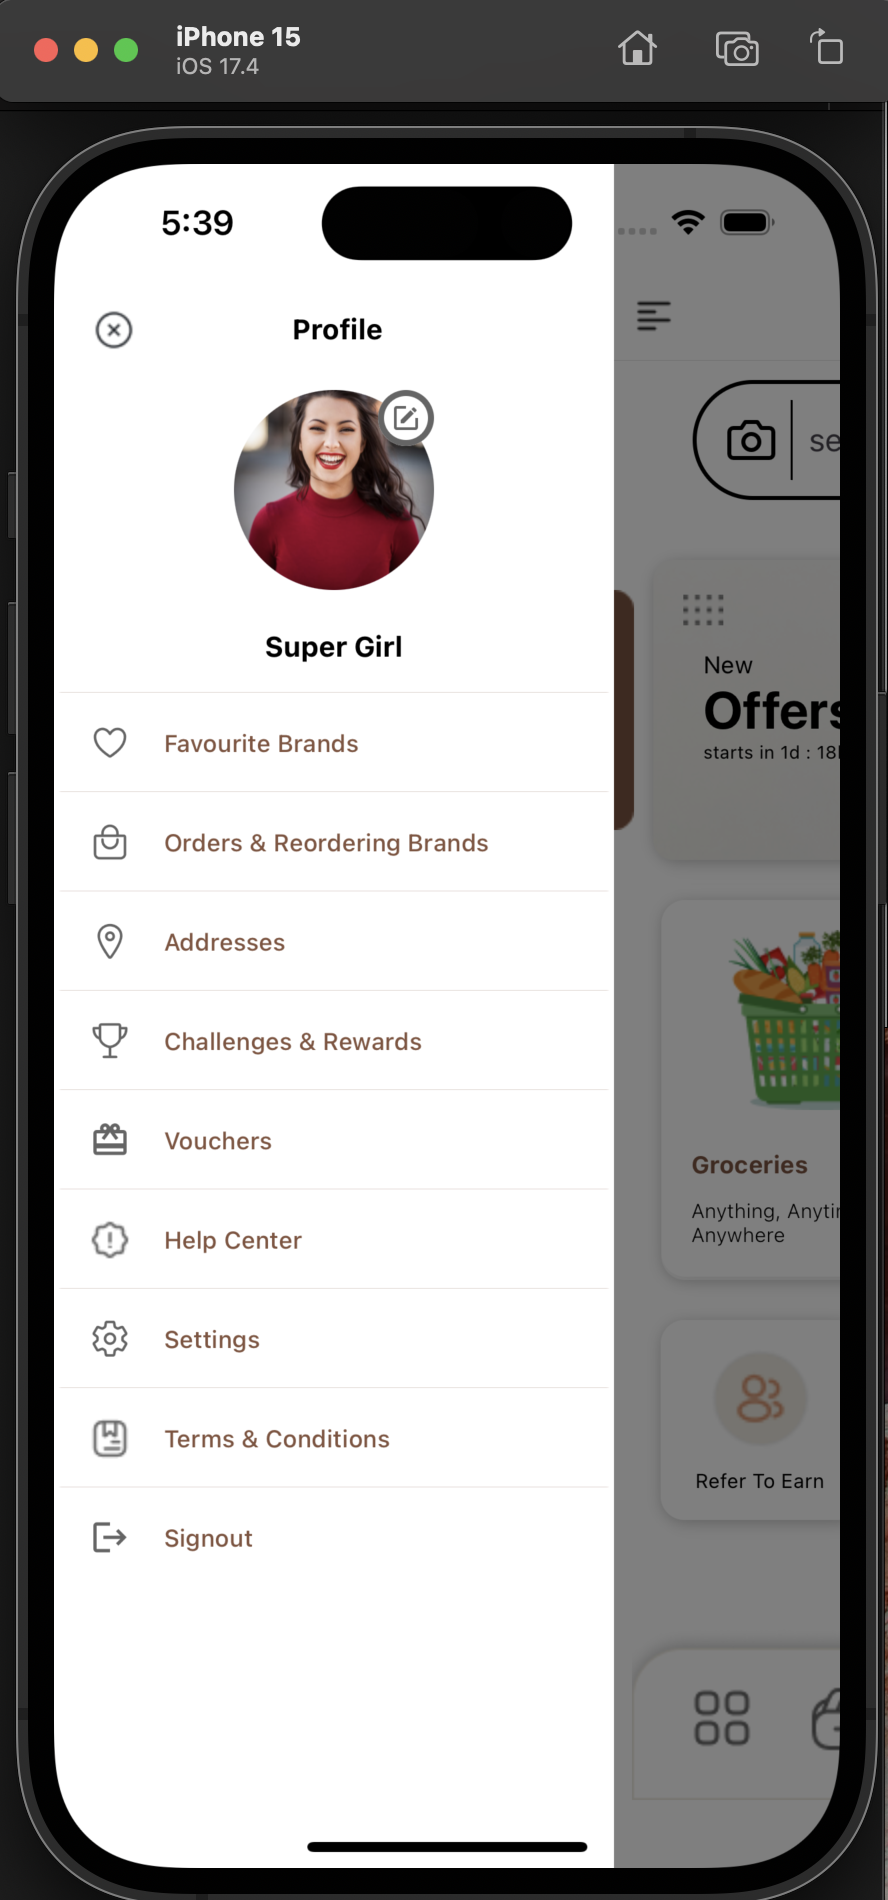 iPhone 15
iOS 17.4
5:39
Profile
Super Girl
Favourite Brands
Orders & Reordering Brands
Addresses
Challenges & Rewards
Vouchers
Help Center
Settings
Terms & Conditions
Signout
se
New
Offers
starts in 1d : 18
Groceries
Anything, Anytim
Anywhere
Refer To Earn